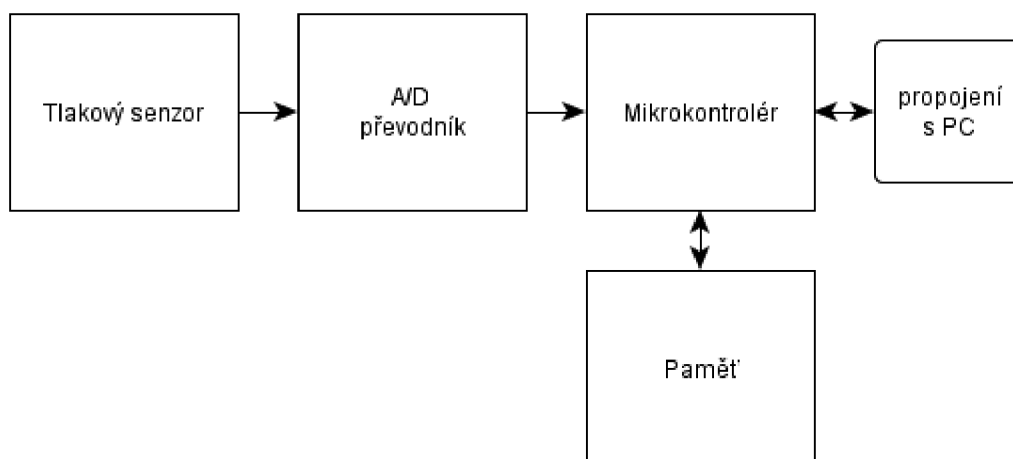 Tlakový senzor
A/D
převodník
Mikrokontrolér
propojení
s PC
Paměť